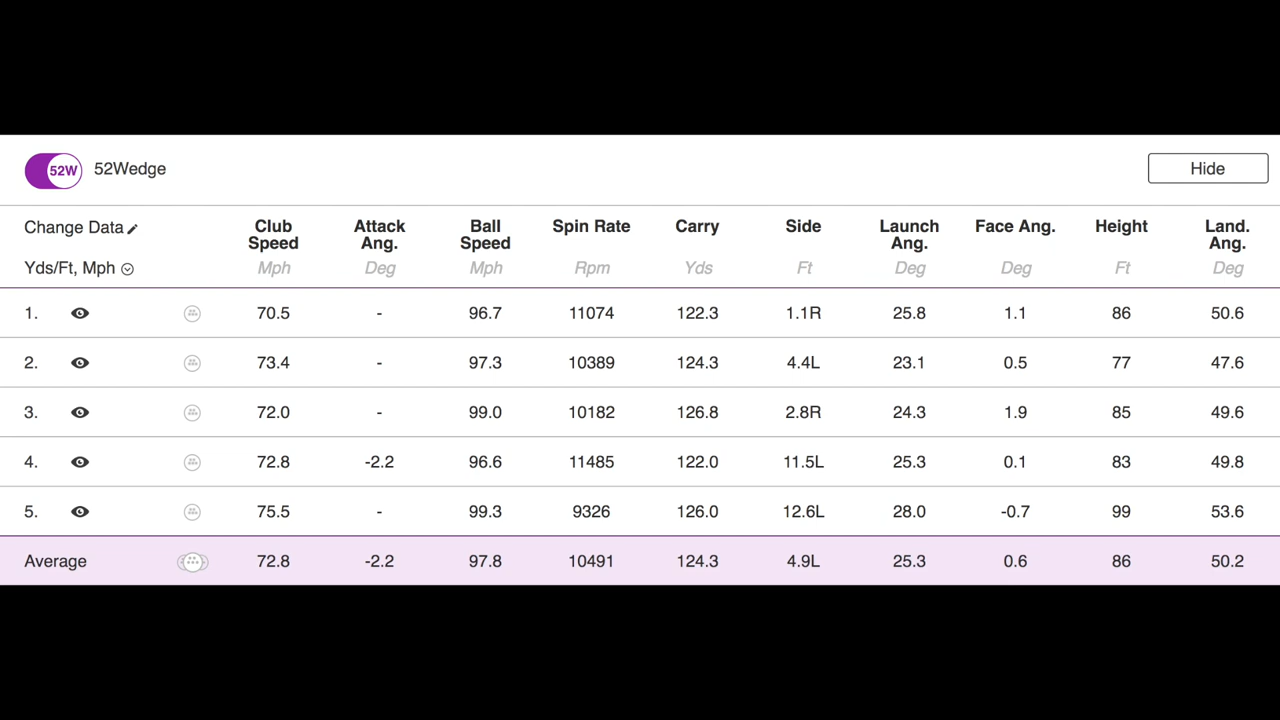 52W 52Wedge Hide
Change Data Club Speed Attack Ang. Ball Speed Spin Rate Carry Side Launch Ang. Face Ang. Height Land. Ang.
Yds/Ft, Mph Mph Deg Mph Rpm Yds Ft Deg Deg Ft Deg
1. 70.5 - 96.7 11074 122.3 1.1R 25.8 1.1 86 50.6
2. 73.4 - 97.3 10389 124.3 4.4L 23.1 0.5 77 47.6
3. 72.0 - 99.0 10182 126.8 2.8R 24.3 1.9 85 49.6
4. 72.8 -2.2 96.6 11485 122.0 11.5L 25.3 0.1 83 49.8
5. 75.5 - 99.3 9326 126.0 12.6L 28.0 -0.7 99 53.6
Average 72.8 -2.2 97.8 10491 124.3 4.9L 25.3 0.6 86 50.2